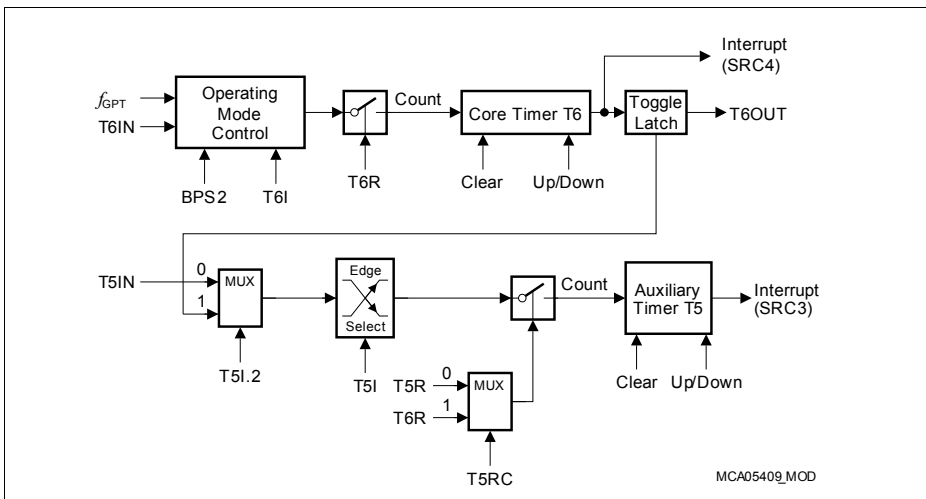 Interrupt
(SRC4)
fGPT
T6IN
Operating
Mode
Control
Count
Core Timer T6
Toggle
Latch
T6OUT
BPS2
T6I
T6R
Clear
Up/Down
T5IN
0
1
MUX
Edge
Select
Count
Auxiliary
Timer T5
Interrupt
(SRC3)
T5I.2
T5I
T5R
0
T6R
1
MUX
Clear
Up/Down
T5RC
MCA05409_MOD